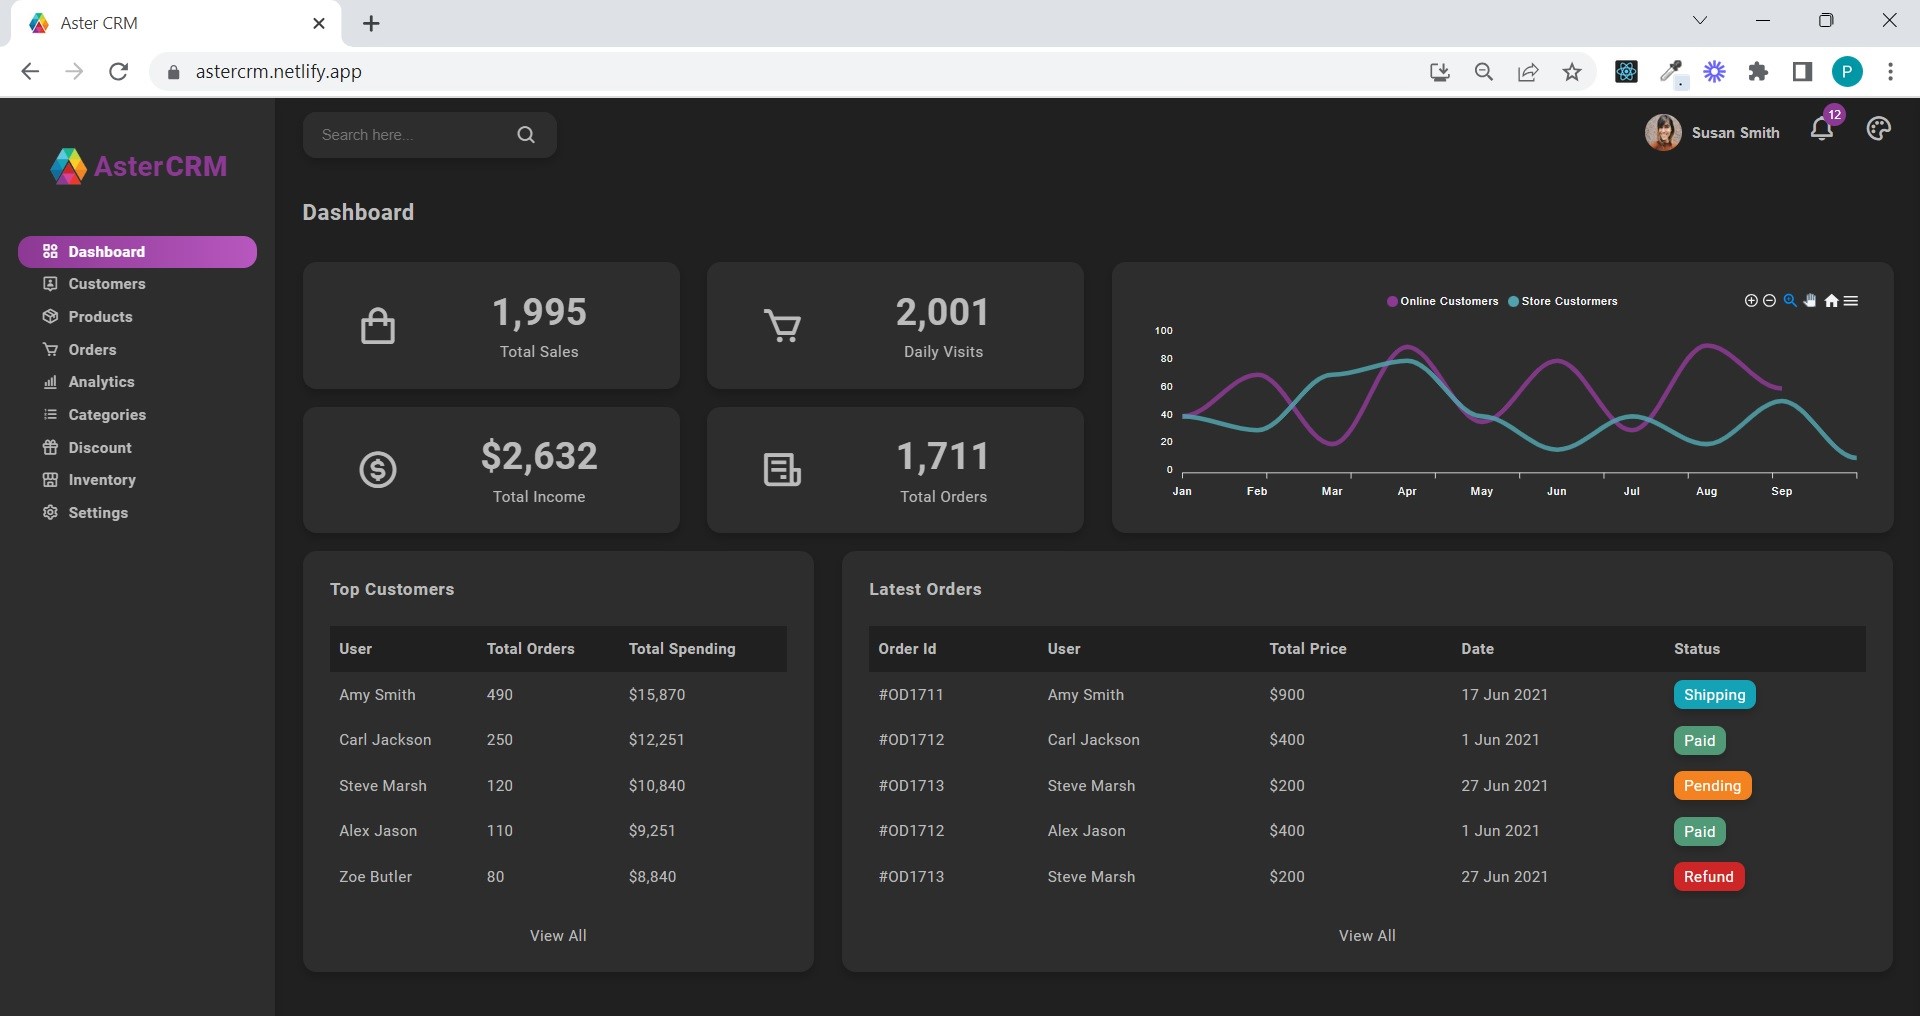 Aster CRM
astercrm.netlify.app
P
AsterCRM
Search here...
Susan Smith
12
Dashboard
Customers
Products
Orders
Analytics
Categories
Discount
Inventory
Settings
Dashboard
1,995
Total Sales
2,001
Daily Visits
$2,632
Total Income
1,711
Total Orders
Online Customers Store Custormers
100
80
60
40
20
0
Jan Feb Mar Apr May Jun Jul Aug Sep
Top Customers
User Total Orders Total Spending
Amy Smith 490 $15,870
Carl Jackson 250 $12,251
Steve Marsh 120 $10,840
Alex Jason 110 $9,251
Zoe Butler 80 $8,840
View All
Latest Orders
Order Id User Total Price Date Status
#OD1711 Amy Smith $900 17 Jun 2021 Shipping
#OD1712 Carl Jackson $400 1 Jun 2021 Paid
#OD1713 Steve Marsh $200 27 Jun 2021 Pending
#OD1712 Alex Jason $400 1 Jun 2021 Paid
#OD1713 Steve Marsh $200 27 Jun 2021 Refund
View All